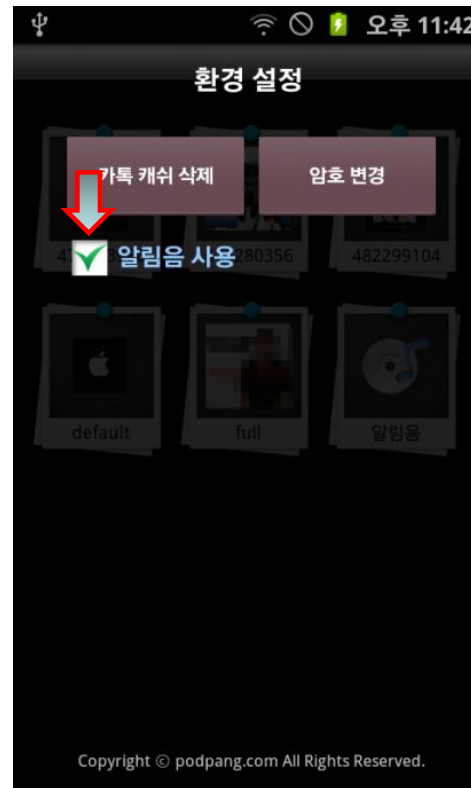 오후 11:42
환경 설정
카톡 캐쉬 삭제
암호 변경
알림음 사용
280356
482299104
default
full
알림음
Copyright © podpang.com All Rights Reserved.